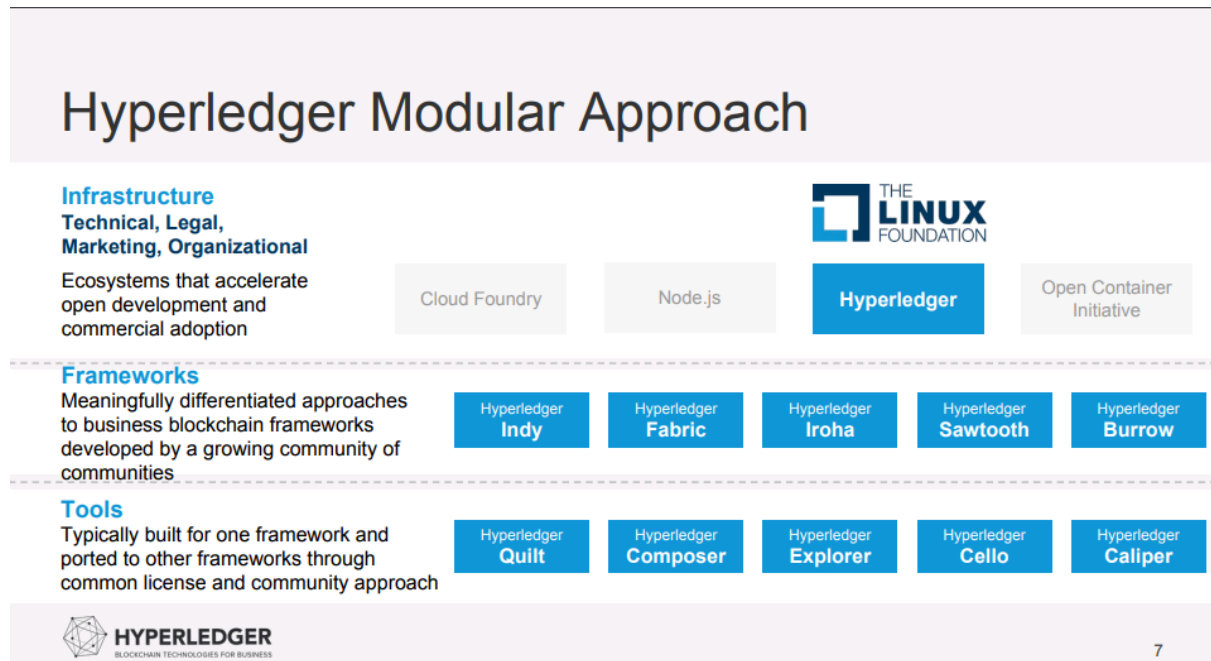 Hyperledger Modular Approach
Infrastructure
Technical, Legal,
Marketing, Organizational
Ecosystems that accelerate
open development and
commercial adoption
THE
LINUX
FOUNDATION
Cloud Foundry
Node.js
Hyperledger
Open Container
Initiative
Frameworks
Meaningfully differentiated approaches
to business blockchain frameworks
developed by a growing community of
communities
Hyperledger
Indy
Hyperledger
Fabric
Hyperledger
Iroha
Hyperledger
Sawtooth
Hyperledger
Burrow
Tools
Typically built for one framework and
ported to other frameworks through
common license and community approach
Hyperledger
Quilt
Hyperledger
Composer
Hyperledger
Explorer
Hyperledger
Cello
Hyperledger
Caliper
HYPERLEDGER
BLOCKCHAIN TECHNOLOGIES FOR BUSINESS
7